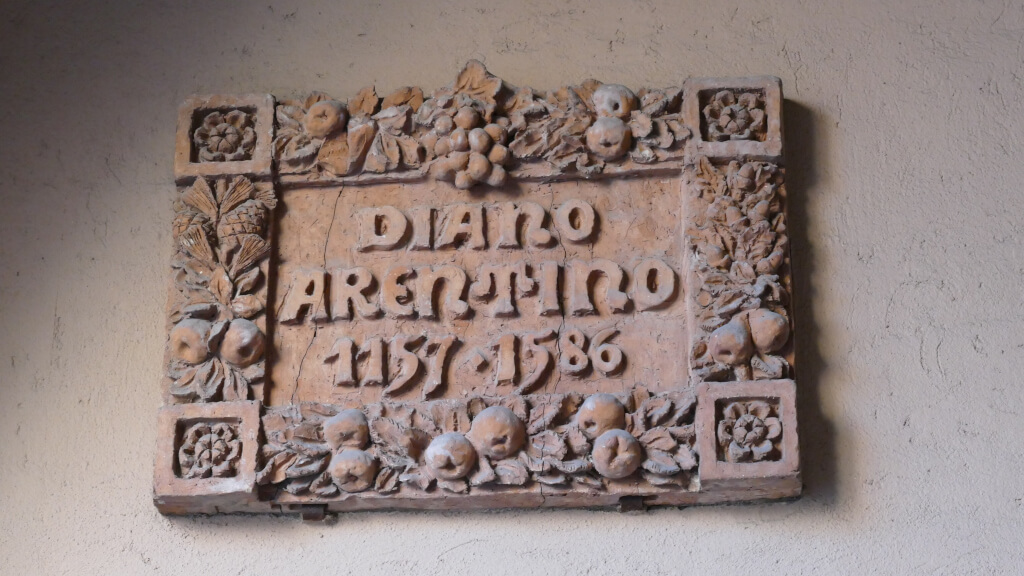 DIANO
ARENTINO
1157 · 1586